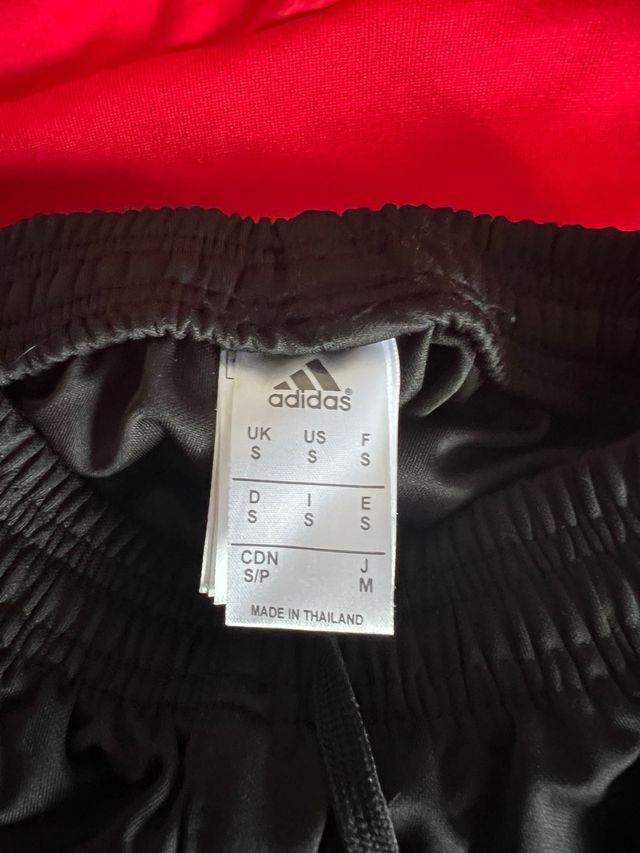 adidas®
UK US F
S S S
D I E
S S S
CDN J
S/P M
MADE IN THAILAND